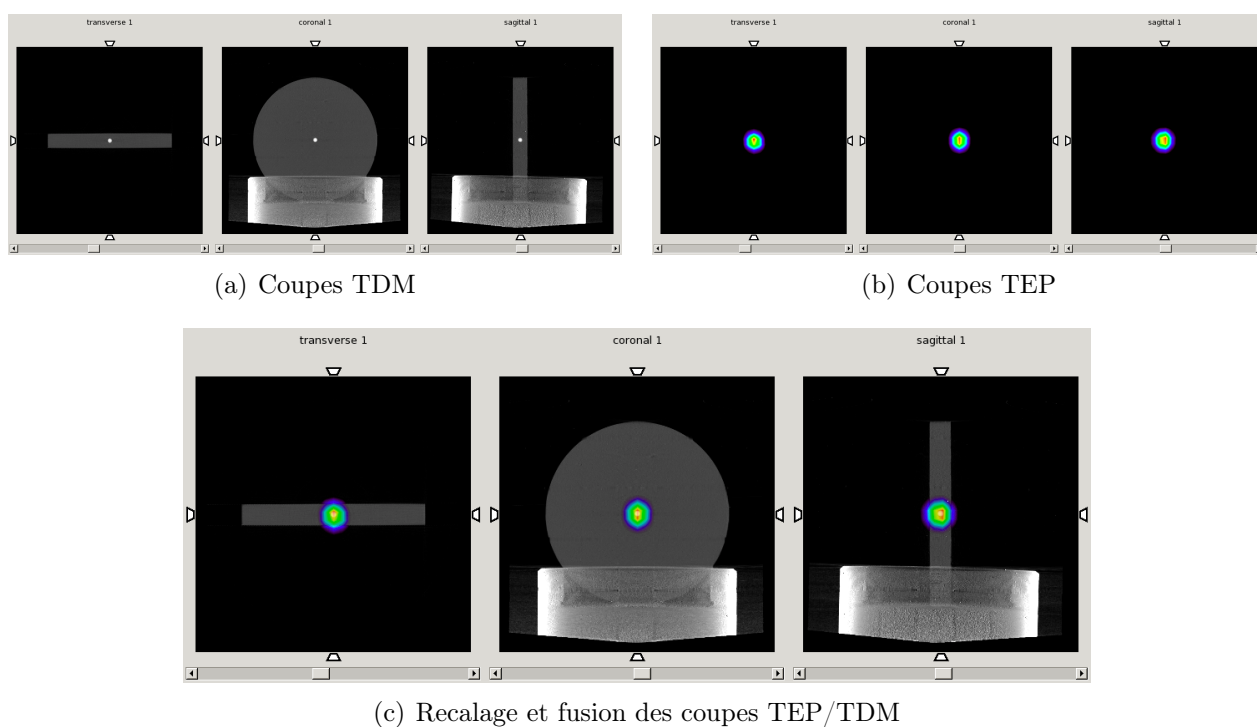 transverse 1
coronal 1
sagittal 1
transverse 1
coronal 1
sagittal 1
(a) Coupes TDM
(b) Coupes TEP
transverse 1
coronal 1
sagittal 1
(c) Recalage et fusion des coupes TEP/TDM